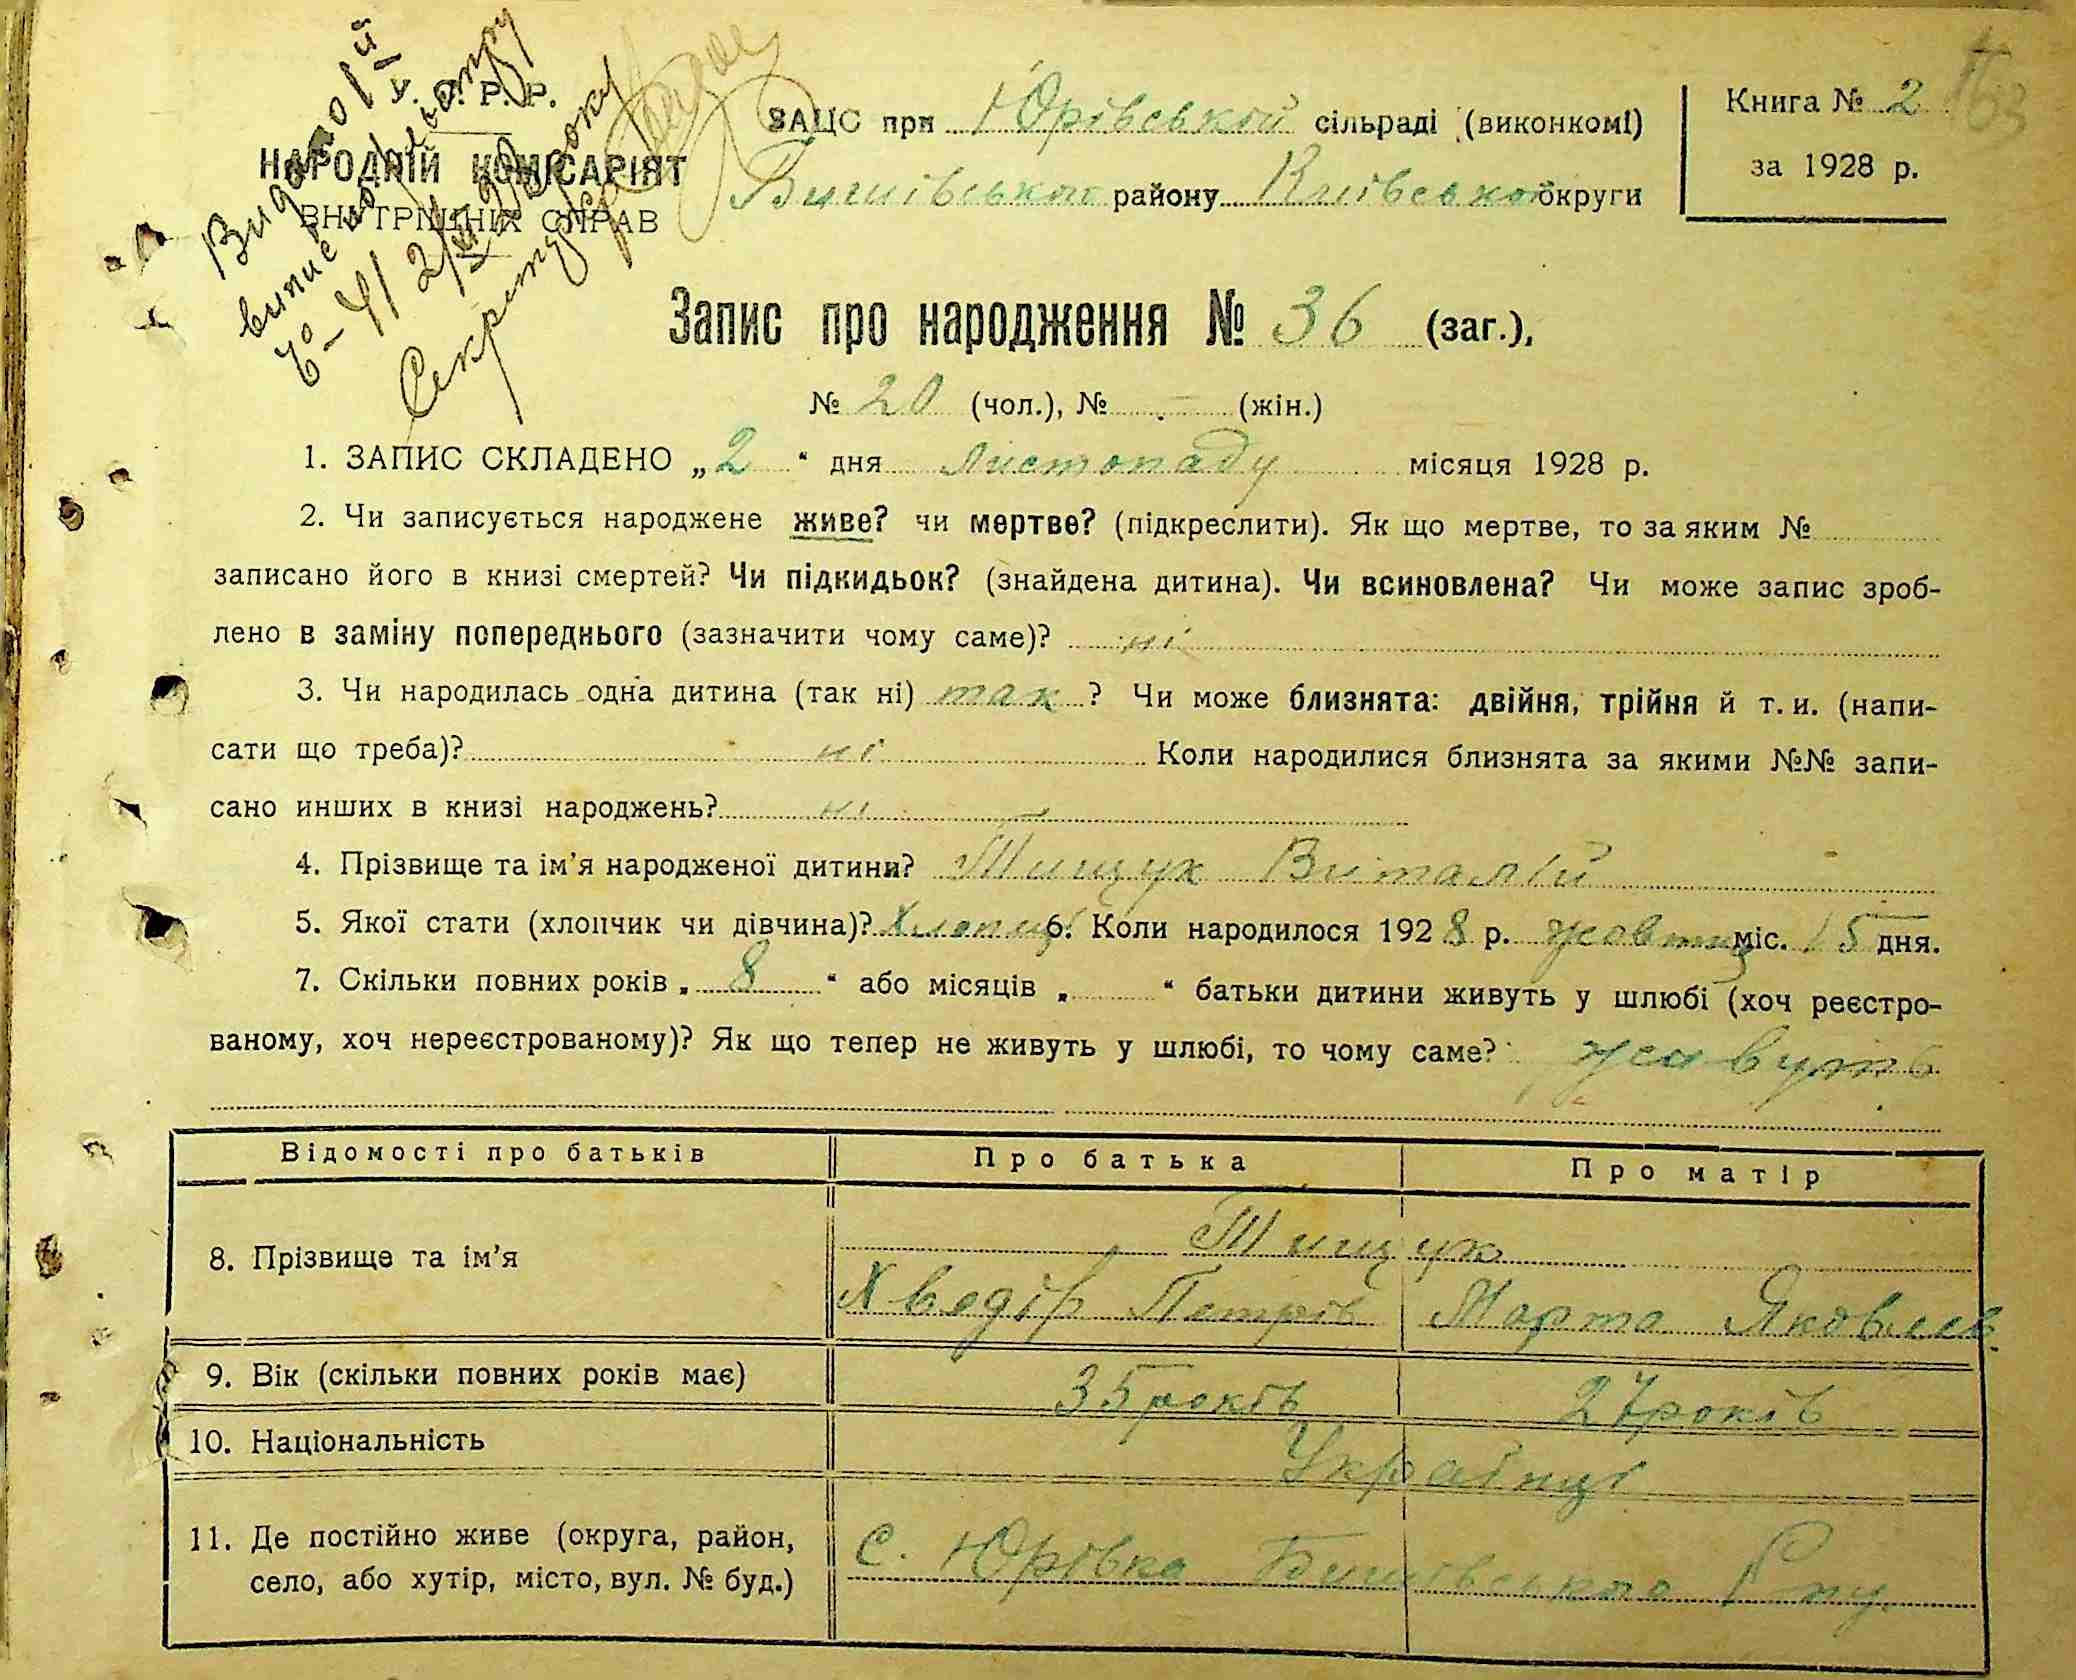 Видано 1й
випис по
У. С. Р. Р.
НАРОДНІЙ КОМІСАРІЯТ
ВНУТРІШНІХ СПРАВ
року
Секретар
ЗАЦС при Юрівській сільраді (виконкомі)
Бишівського району Київської округи
Книга № 2
за 1928 р.
Запис про народження № 36 (заг.),
№ 20 (чол.), № - (жін.)
1. ЗАПИС СКЛАДЕНО „2“ дня листопаду місяця 1928 р.
2. Чи записується народжене живе? чи мертве? (підкреслити). Як що мертве, то за яким №
записано його в книзі смертей? Чи підкидьок? (знайдена дитина). Чи всиновлена? Чи може запис зроб-
лено в заміну попереднього (зазначити чому саме)? ні
3. Чи народилась одна дитина (так ні) так ? Чи може близнята: двійня, трійня й т. и. (напи-
сати що треба)? ні Коли народилися близнята за якими №№ запи-
сано инших в книзі народжень? ні
4. Прізвище та ім’я народженої дитини? Тищук Виталій
5. Якої стати (хлопчик чи дівчина)? Хлопець 6. Коли народилося 1928 р. жовтня міс. 15 дня.
7. Скільки повних років „8“ або місяців „ “ батьки дитини живуть у шлюбі (хоч реєстро-
ваному, хоч нереєстрованому)? Як що тепер не живуть у шлюбі, то чому саме? живуть
Відомості про батьків Про батька Про матір
8. Прізвище та ім’я Тищук
Хведір Петрів Марта Яковлев.
9. Вік (скільки повних років має) 35 років 27 років
10. Національність Українці
11. Де постійно живе (округа, район, село, або хутір, місто, вул. № буд.)
с. Юрівка Бишівського